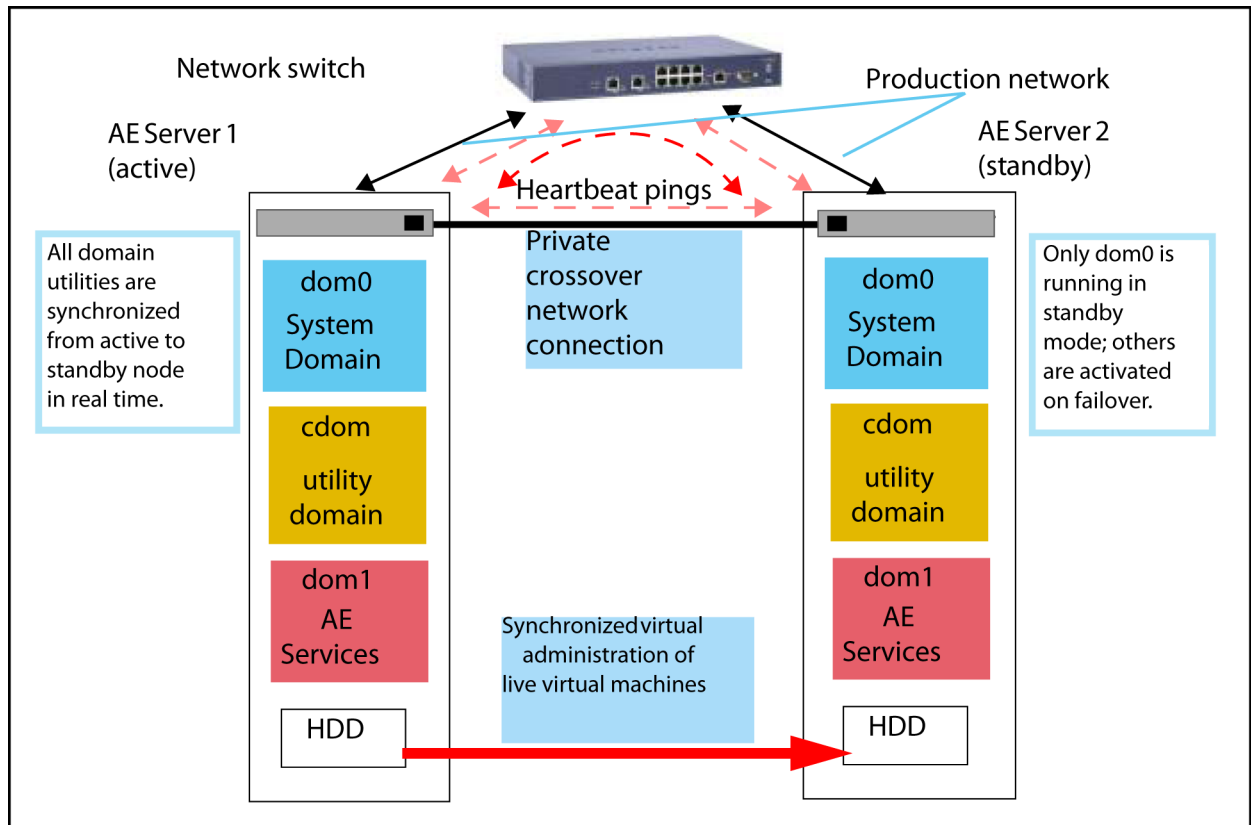 Network switch
Production network
AE Server 1
(active)
AE Server 2
(standby)
Heartbeat pings
All domain
utilities are
synchronized
from active to
standby node
in real time.
dom0
System
Domain
cdom
utility
domain
dom1
AE
Services
HDD
Private
crossover
network
connection
Synchronized virtual
administration of
live virtual machines
dom0
System
Domain
cdom
utility
domain
dom1
AE
Services
HDD
Only dom0 is
running in
standby
mode; others
are activated
on failover.